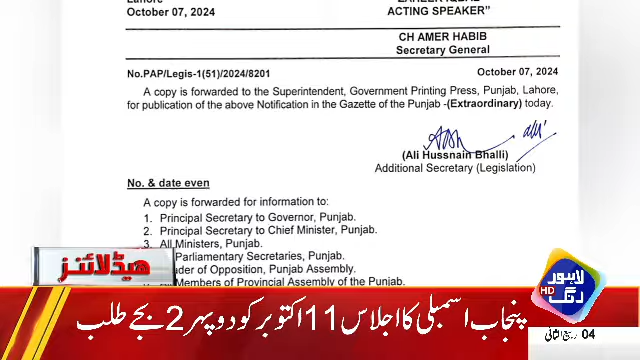 Lahore
October 07, 2024
ACTING SPEAKER”
CH AMER HABIB
Secretary General
No.PAP/Legis-1(51)/2024/8201
October 07, 2024
A copy is forwarded to the Superintendent, Government Printing Press, Punjab, Lahore,
for publication of the above Notification in the Gazette of the Punjab -(Extraordinary) today.
(Ali Hussnain Bhalli)
Additional Secretary (Legislation)
No. & date even
A copy is forwarded for information to:
1. Principal Secretary to Governor, Punjab.
2. Principal Secretary to Chief Minister, Punjab.
3. All Ministers, Punjab.
Parliamentary Secretaries, Punjab.
of Opposition, Punjab Assembly.
Members of Provincial Assembly of the Punjab.
ہیڈلائنز
لاہور
رنگ HD
پنجاب اسمبلی کا اجلاس 11 اکتوبر کو دوپہر 2 بجے طلب
04 ربیع الثانی